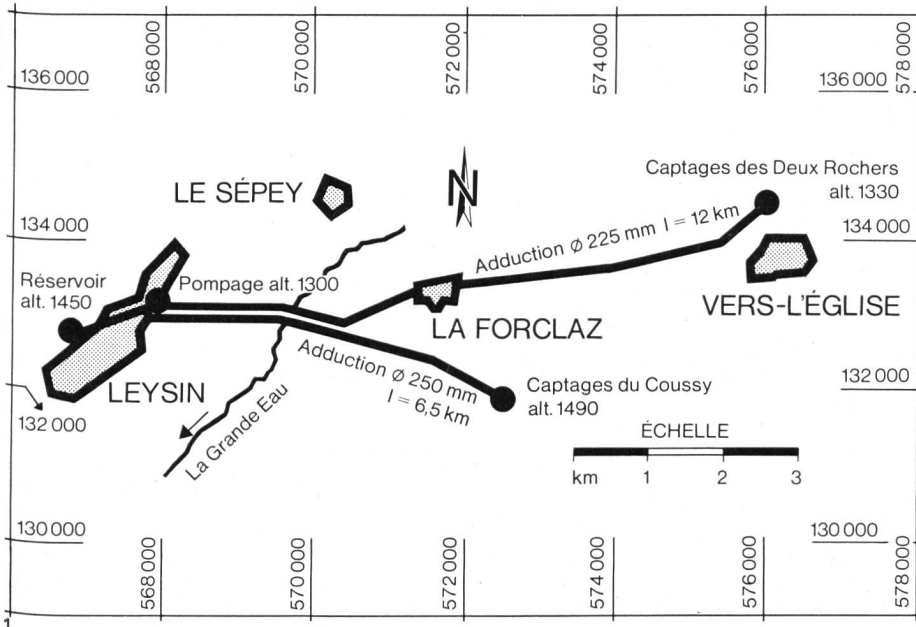 568 000
570 000
572 000
574 000
576 000
578 000
136 000
136 000
Captages des Deux Rochers
alt. 1330
LE SÉPEY
N
134 000
134 000
Adduction ø 225 mm l = 12 km
Réservoir
alt. 1450
Pompage alt. 1300
VERS-L'ÉGLISE
LA FORCLAZ
LEYSIN
Adduction ø 250 mm
l = 6,5 km
Captages du Coussy
alt. 1490
132 000
132 000
La Grande Eau
ÉCHELLE
km 1 2 3
130 000
130 000
568 000
570 000
572 000
574 000
576 000
578 000
1